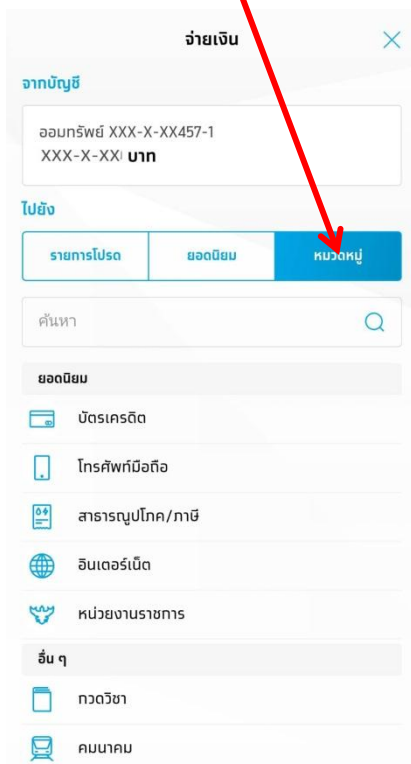 จ่ายเงิน
จากบัญชี
ออมทรัพย์ XXX-X-XX457-1
XXX-X-XX บาท
ไปยัง
รายการโปรด ยอดนิยม หมวดหมู่
ค้นหา
ยอดนิยม
บัตรเครดิต
โทรศัพท์มือถือ
สาธารณูปโภค/ภาษี
อินเตอร์เน็ต
หน่วยงานราชการ
อื่น ๆ
กวดวิชา
คมนาคม